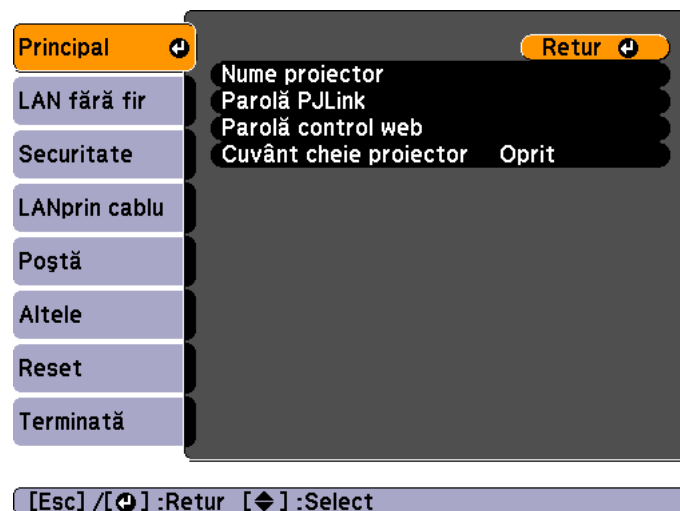 Principal
Retur
Nume proiector
LAN fără fir
Parolă PJLink
Parolă control web
Securitate
Cuvânt cheie proiector Oprit
LANprin cablu
Poştă
Altele
Reset
Terminată
[Esc] /[ ] :Retur [ ] :Select